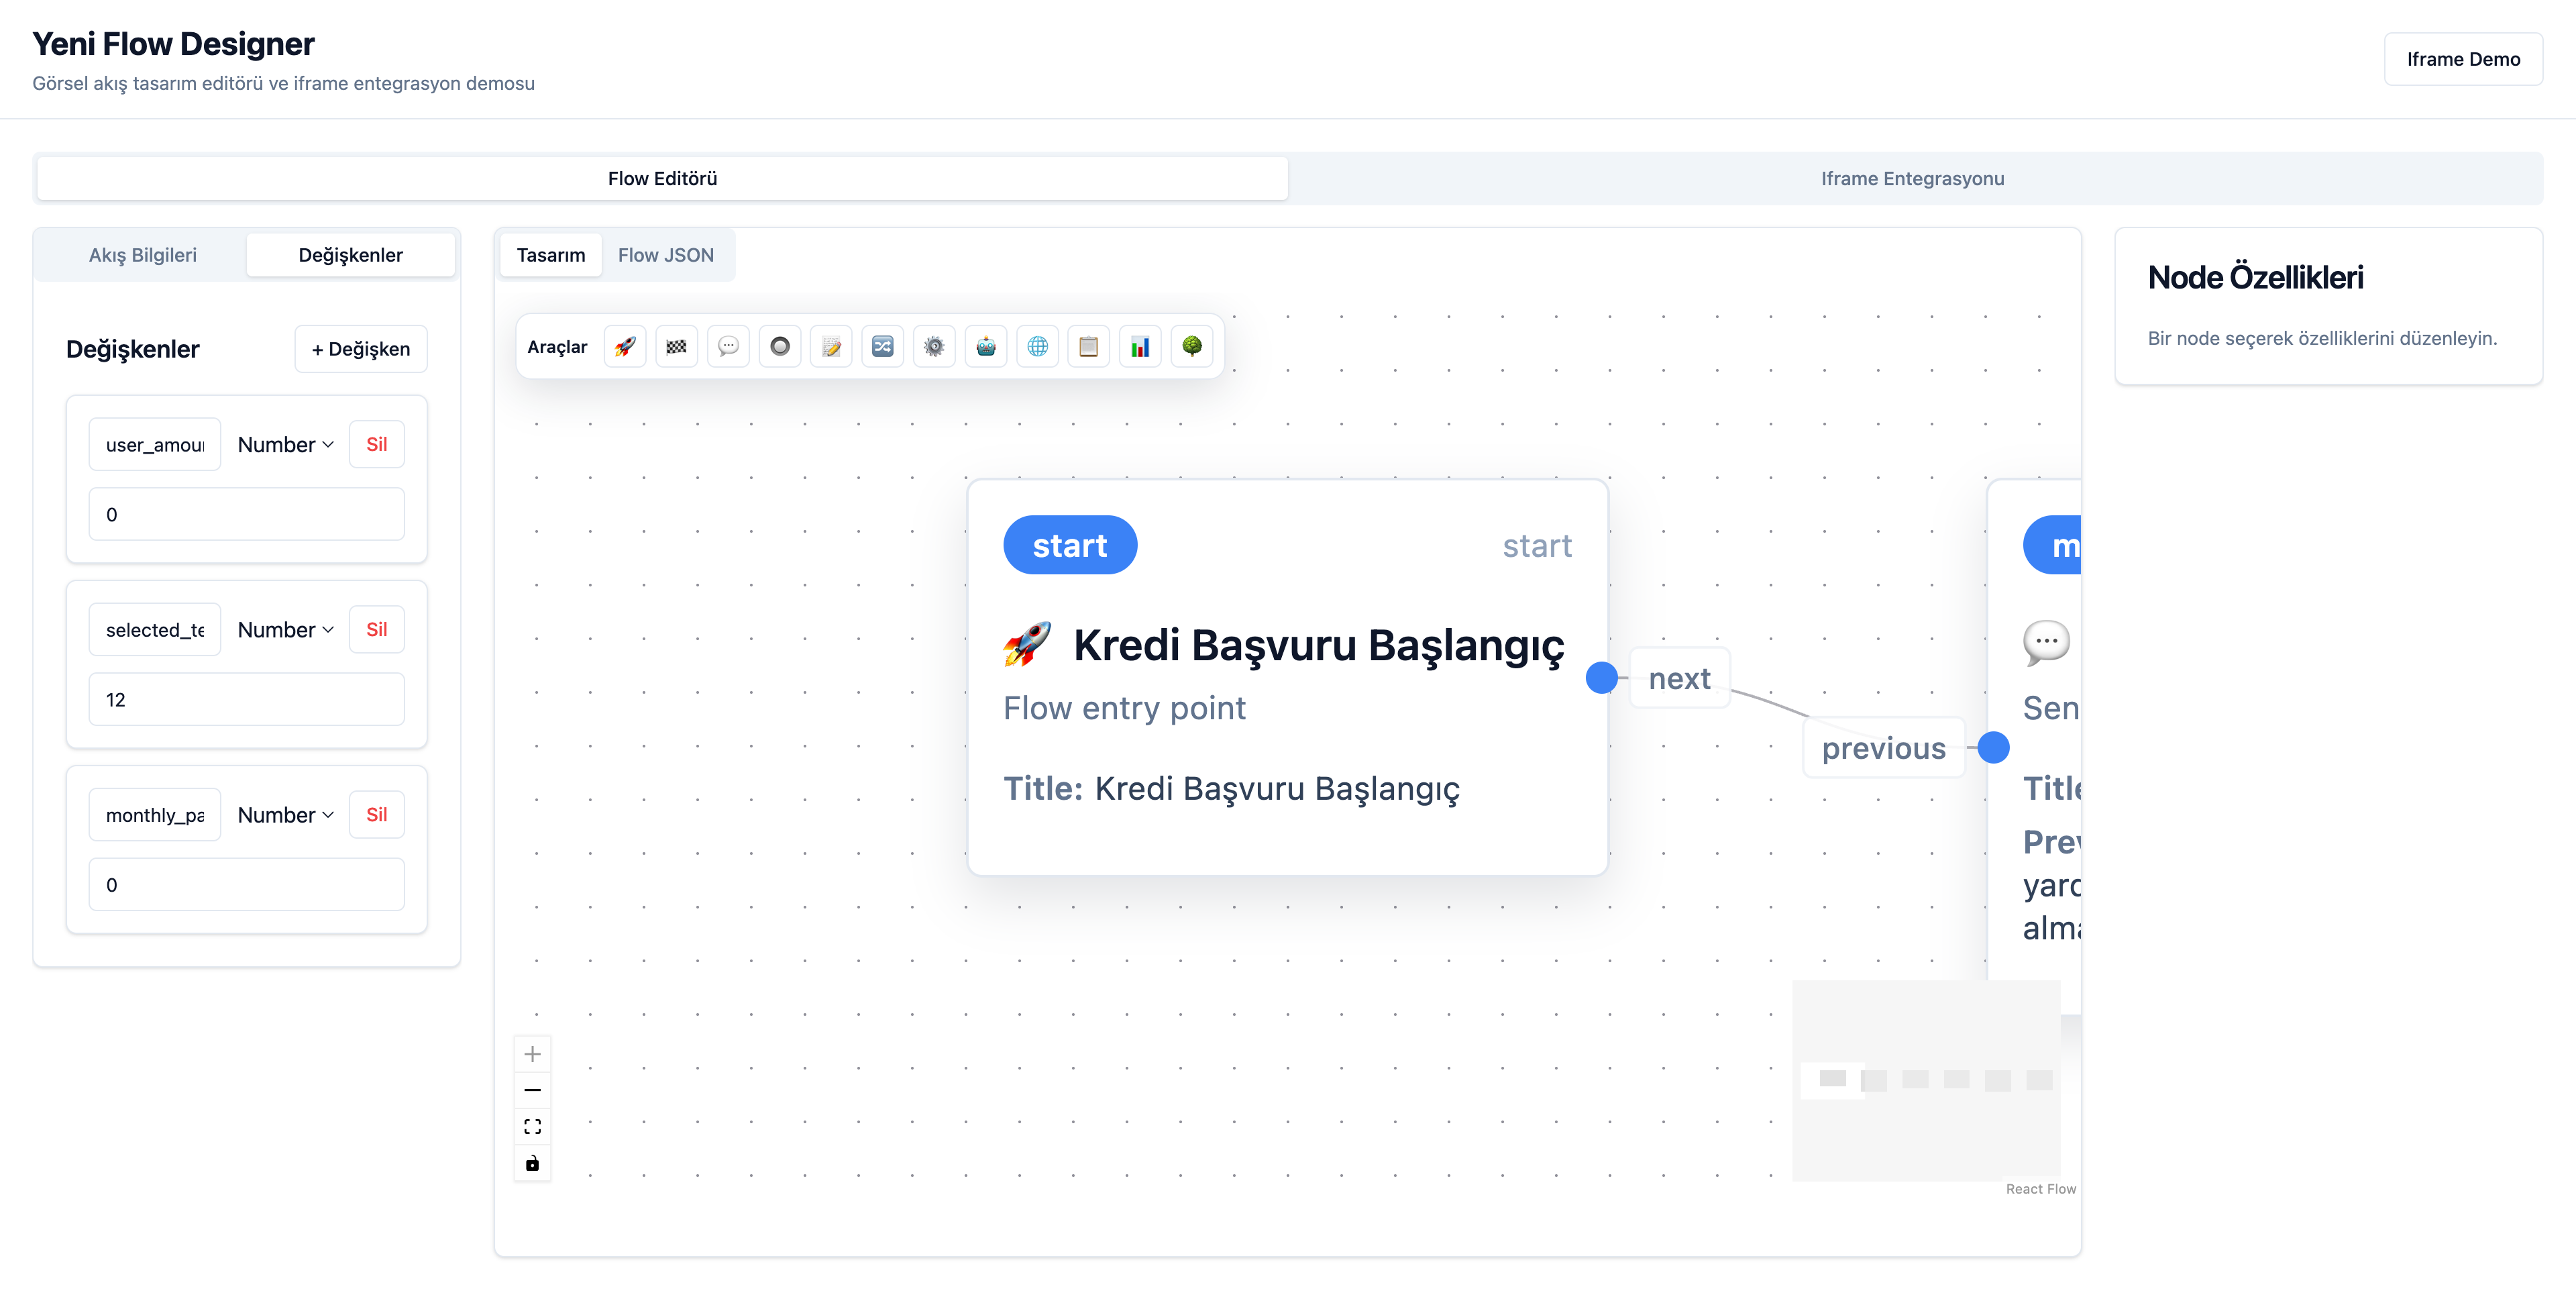 Yeni Flow Designer
Görsel akış tasarım editörü ve iframe entegrasyon demosu
Iframe Demo
Flow Editörü
Iframe Entegrasyonu
Akış Bilgileri
Değişkenler
Değişkenler
+ Değişken
user_amou
Number
Sil
0
selected_te
Number
Sil
12
monthly_pa
Number
Sil
0
Tasarım
Flow JSON
Araçlar
start
start
Kredi Başvuru Başlangıç
Flow entry point
Title: Kredi Başvuru Başlangıç
next
previous
m
Sen
Title
Prev
yard
alma
React Flow
Node Özellikleri
Bir node seçerek özelliklerini düzenleyin.